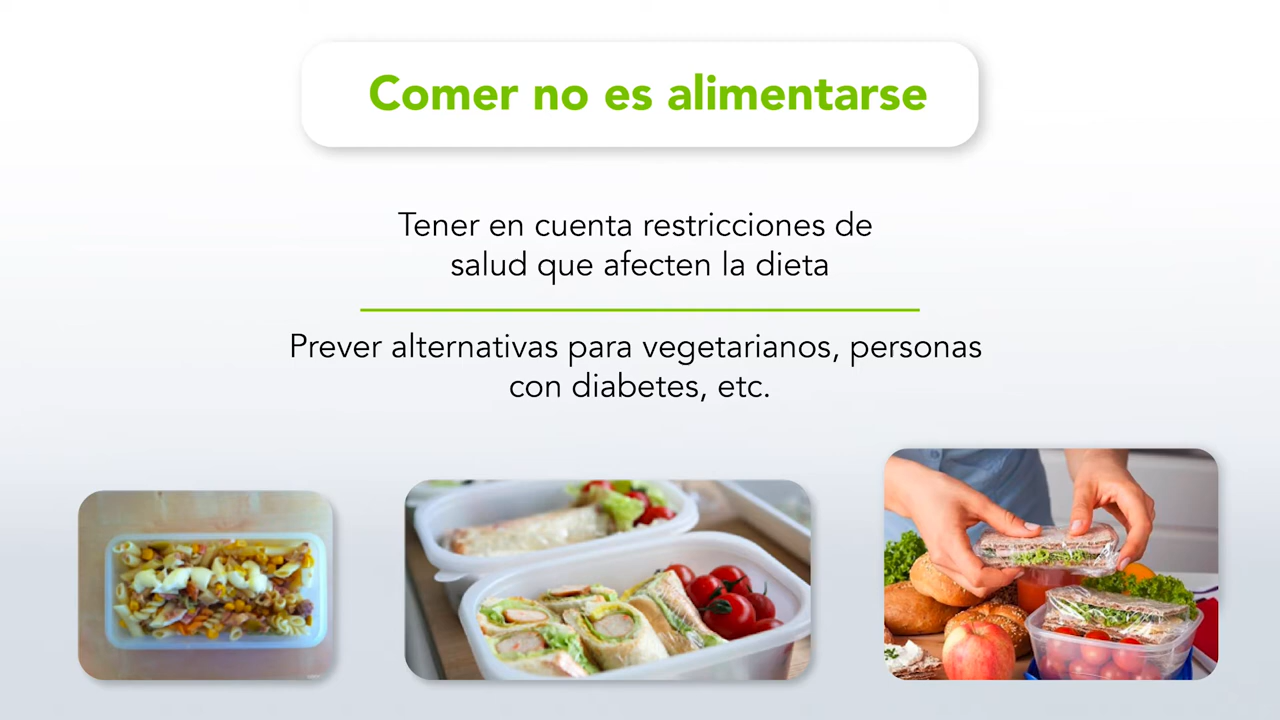 Comer no es alimentarse
Tener en cuenta restricciones de
salud que afecten la dieta
Prever alternativas para vegetarianos, personas
con diabetes, etc.